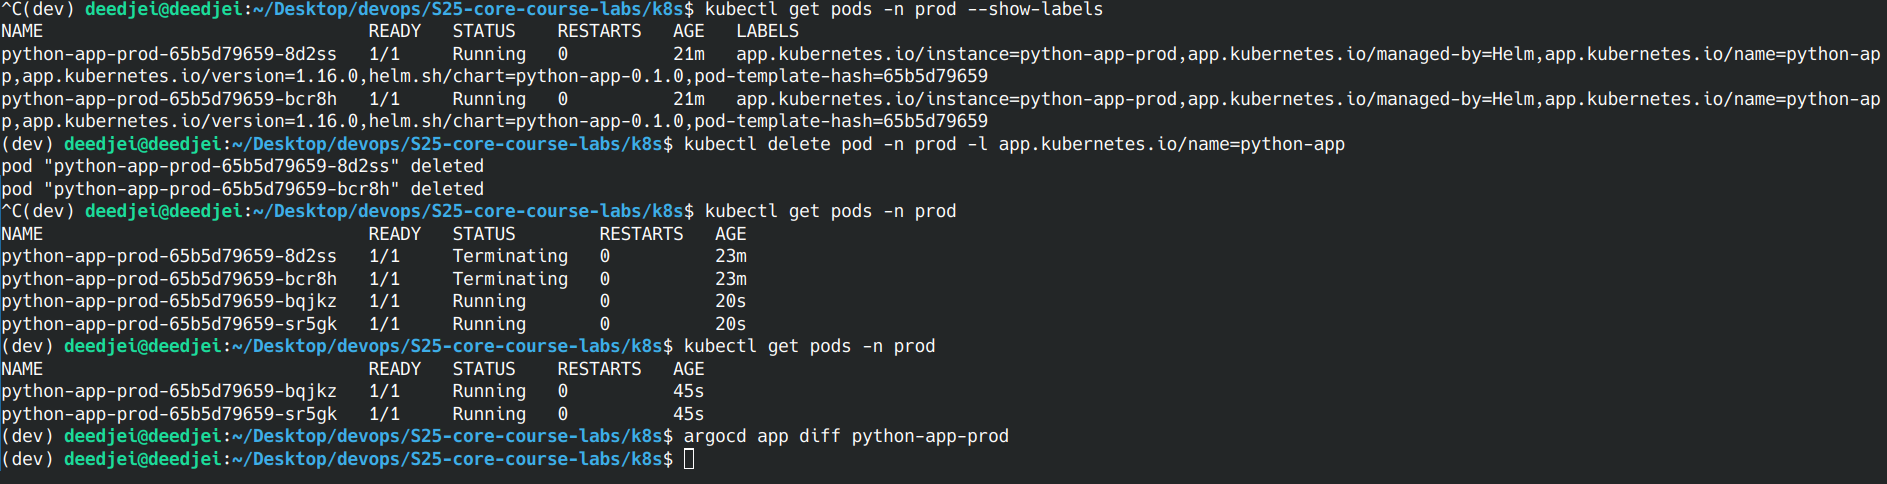 ^C(dev) deedjei@deedjei:~/Desktop/devops/S25-core-course-labs/k8s$ kubectl get pods -n prod --show-labels
NAME                               READY   STATUS    RESTARTS   AGE   LABELS
python-app-prod-65b5d79659-8d2ss   1/1     Running   0          21m   app.kubernetes.io/instance=python-app-prod,app.kubernetes.io/managed-by=Helm,app.kubernetes.io/name=python-ap
p,app.kubernetes.io/version=1.16.0,helm.sh/chart=python-app-0.1.0,pod-template-hash=65b5d79659
python-app-prod-65b5d79659-bcr8h   1/1     Running   0          21m   app.kubernetes.io/instance=python-app-prod,app.kubernetes.io/managed-by=Helm,app.kubernetes.io/name=python-ap
p,app.kubernetes.io/version=1.16.0,helm.sh/chart=python-app-0.1.0,pod-template-hash=65b5d79659
(dev) deedjei@deedjei:~/Desktop/devops/S25-core-course-labs/k8s$ kubectl delete pod -n prod -l app.kubernetes.io/name=python-app
pod "python-app-prod-65b5d79659-8d2ss" deleted
pod "python-app-prod-65b5d79659-bcr8h" deleted
^C(dev) deedjei@deedjei:~/Desktop/devops/S25-core-course-labs/k8s$ kubectl get pods -n prod
NAME                               READY   STATUS        RESTARTS   AGE
python-app-prod-65b5d79659-8d2ss   1/1     Terminating   0          23m
python-app-prod-65b5d79659-bcr8h   1/1     Terminating   0          23m
python-app-prod-65b5d79659-bqjkz   1/1     Running       0          20s
python-app-prod-65b5d79659-sr5gk   1/1     Running       0          20s
(dev) deedjei@deedjei:~/Desktop/devops/S25-core-course-labs/k8s$ kubectl get pods -n prod
NAME                               READY   STATUS    RESTARTS   AGE
python-app-prod-65b5d79659-bqjkz   1/1     Running   0          45s
python-app-prod-65b5d79659-sr5gk   1/1     Running   0          45s
(dev) deedjei@deedjei:~/Desktop/devops/S25-core-course-labs/k8s$ argocd app diff python-app-prod
(dev) deedjei@deedjei:~/Desktop/devops/S25-core-course-labs/k8s$